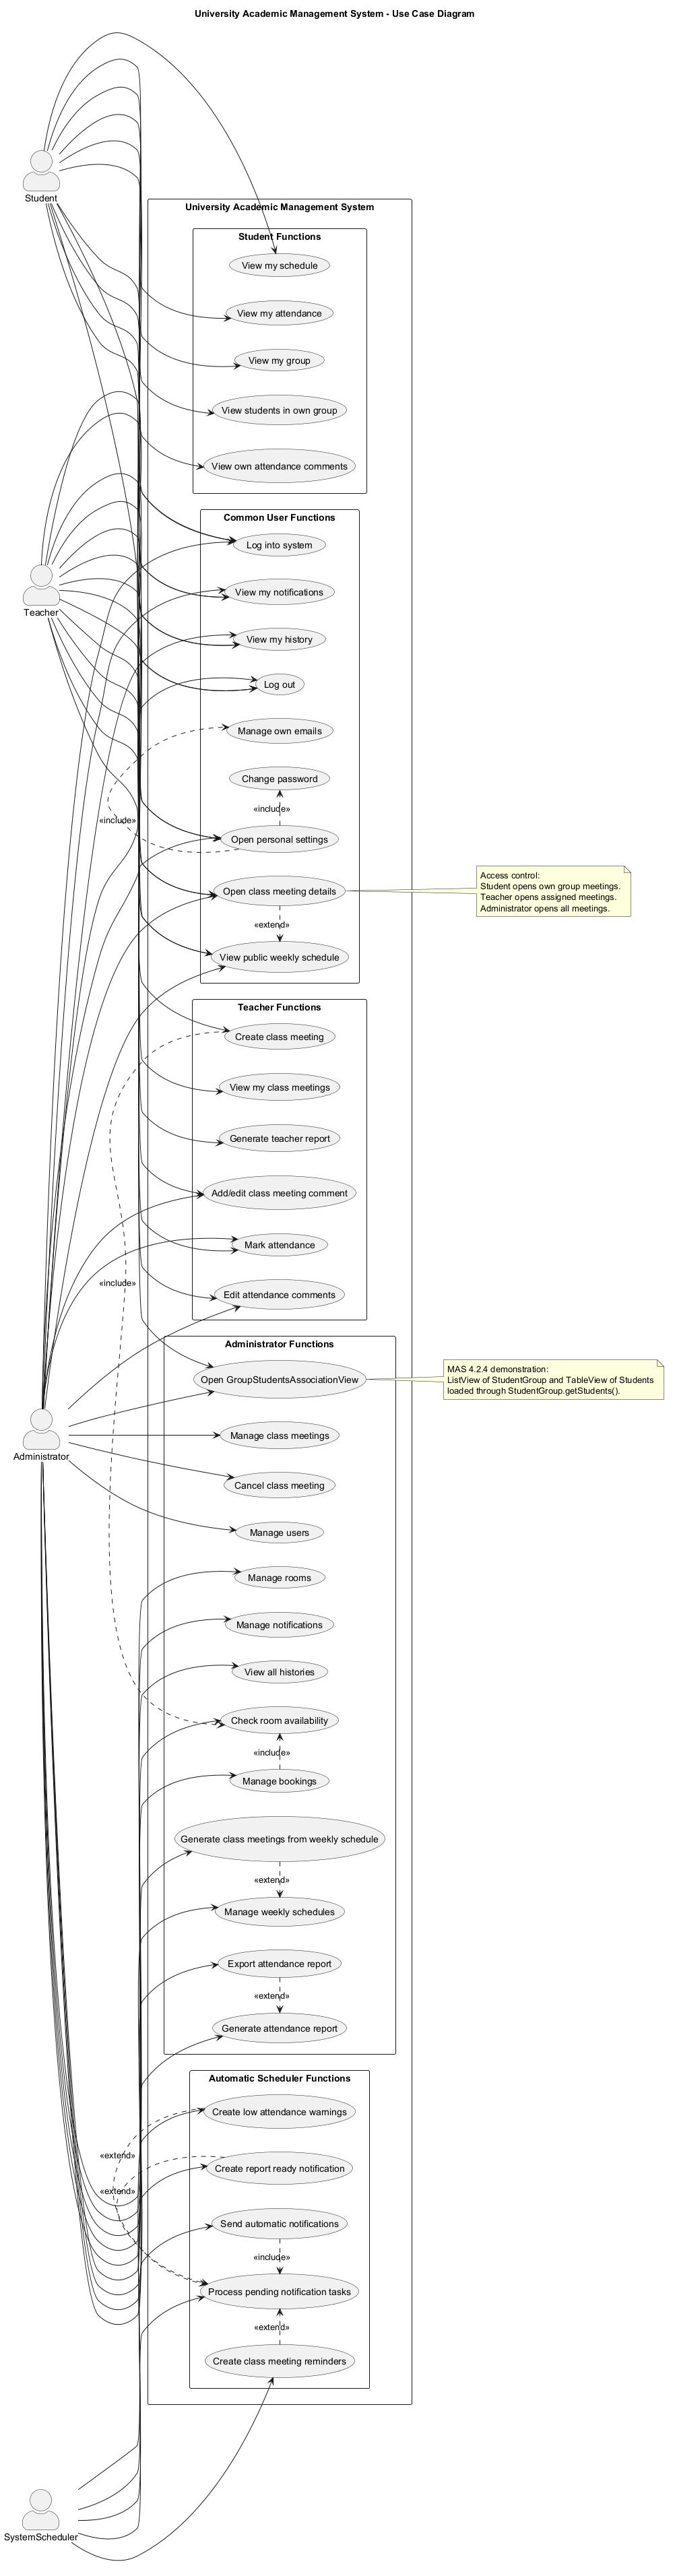 University Academic Management System - Use Case Diagram
Student
University Academic Management System
Student Functions
View my schedule
View my attendance
View my group
View students in own group
View own attendance comments
Common User Functions
Log into system
View my notifications
Teacher
View my history
Log out
Manage own emails
Change password
«include»
«include»
Open personal settings
Open class meeting details
Access control:
Student opens own group meetings.
Teacher opens assigned meetings.
Administrator opens all meetings.
«extend»
View public weekly schedule
Teacher Functions
Create class meeting
View my class meetings
Generate teacher report
Add/edit class meeting comment
Mark attendance
«include»
Edit attendance comments
Administrator Functions
Open GroupStudentsAssociationView
MAS 4.2.4 demonstration:
ListView of StudentGroup and TableView of Students
loaded through StudentGroup.getStudents().
Manage class meetings
Administrator
Cancel class meeting
Manage users
Manage rooms
Manage notifications
View all histories
Check room availability
«include»
Manage bookings
Generate class meetings from weekly schedule
«extend»
Manage weekly schedules
Export attendance report
«extend»
Generate attendance report
Automatic Scheduler Functions
Create low attendance warnings
«extend»
Create report ready notification
«extend»
Send automatic notifications
«include»
Process pending notification tasks
«extend»
Create class meeting reminders
SystemScheduler